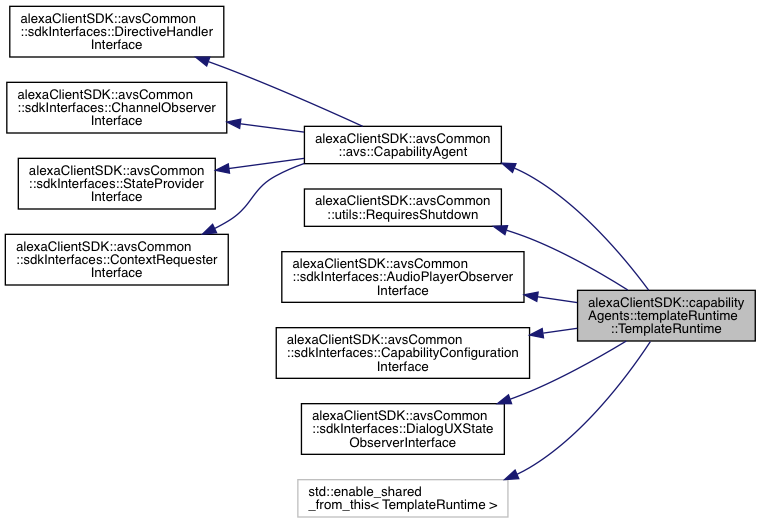 alexaClientSDK::avsCommon
::sdkInterfaces::DirectiveHandler
Interface
alexaClientSDK::avsCommon
::sdkInterfaces::ChannelObserver
Interface
alexaClientSDK::avsCommon
::sdkInterfaces::StateProvider
Interface
alexaClientSDK::avsCommon
::sdkInterfaces::ContextRequester
Interface
alexaClientSDK::avsCommon
::avs::CapabilityAgent
alexaClientSDK::avsCommon
::utils::RequiresShutdown
alexaClientSDK::avsCommon
::sdkInterfaces::AudioPlayerObserver
Interface
alexaClientSDK::avsCommon
::sdkInterfaces::CapabilityConfiguration
Interface
alexaClientSDK::avsCommon
::sdkInterfaces::DialogUXState
ObserverInterface
std::enable_shared
_from_this< TemplateRuntime >
alexaClientSDK::capability
Agents::templateRuntime
::TemplateRuntime